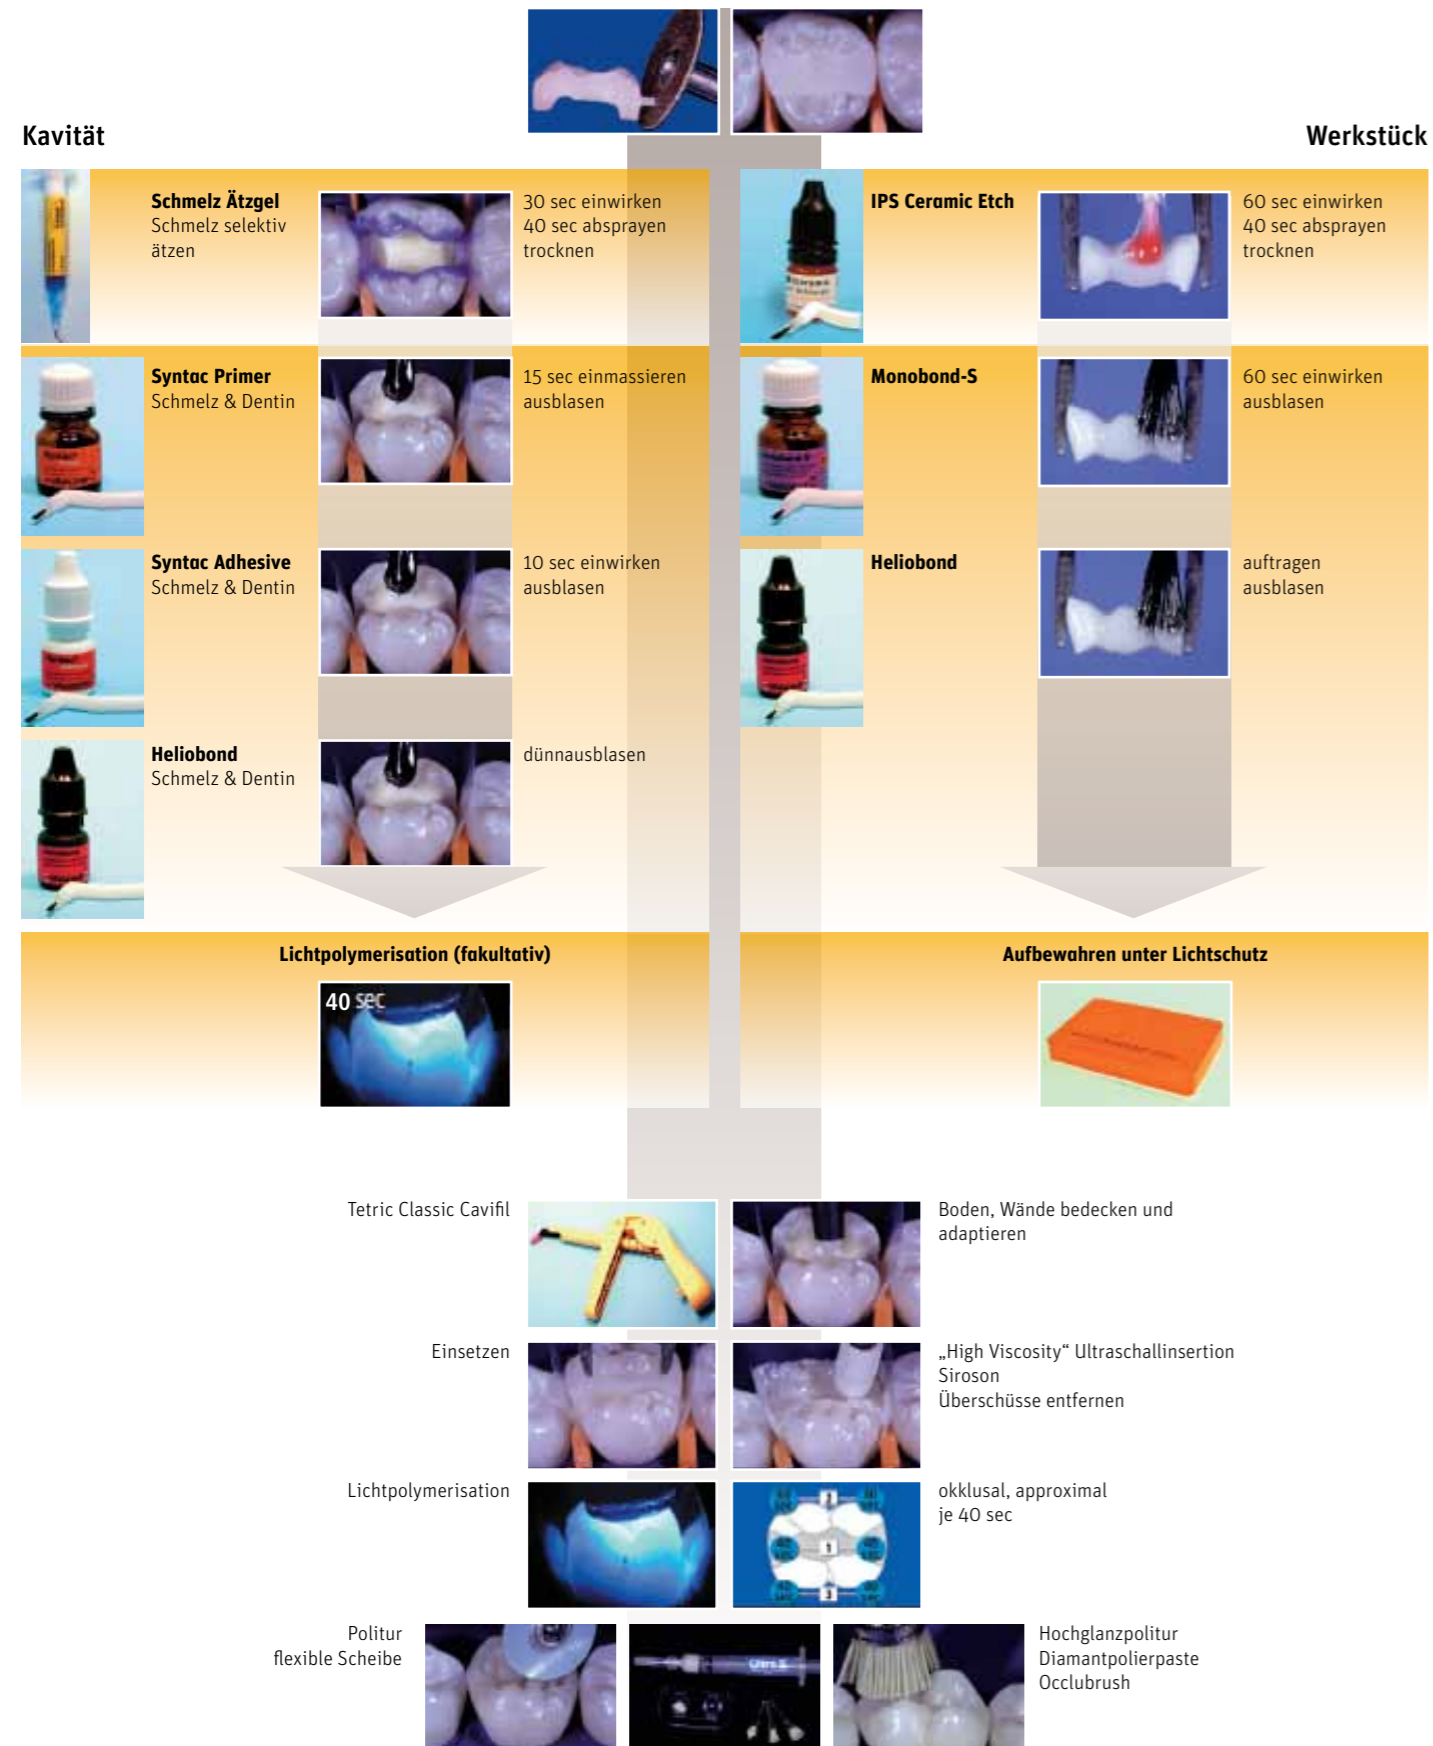 Kavität
Werkstück
Schmelz Ätzgel
Schmelz selektiv
ätzen
30 sec einwirken
40 sec absprayen
trocknen
IPS Ceramic Etch
60 sec einwirken
40 sec absprayen
trocknen
Syntac Primer
Schmelz & Dentin
15 sec einmassieren
ausblasen
Monobond-S
60 sec einwirken
ausblasen
Syntac Adhesive
Schmelz & Dentin
10 sec einwirken
ausblasen
Heliobond
auftragen
ausblasen
Heliobond
Schmelz & Dentin
dünnausblasen
Lichtpolymerisation (fakultativ)
40 sec
Aufbewahren unter Lichtschutz
Tetric Classic Cavifil
Boden, Wände bedecken und
adaptieren
Einsetzen
„High Viscosity“ Ultraschallinsertion
Siroson
Überschüsse entfernen
Lichtpolymerisation
2
1
3
okklusal, approximal
je 40 sec
Politur
flexible Scheibe
Hochglanzpolitur
Diamantpolierpaste
Occlubrush